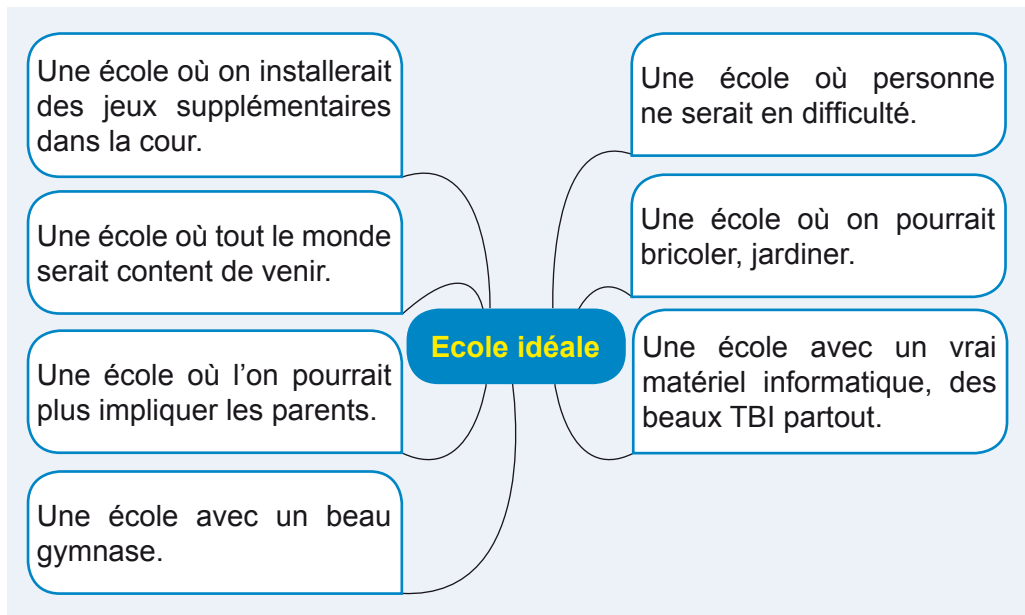 Une école où on installerait
des jeux supplémentaires
dans la cour.
Une école où tout le monde
serait content de venir.
Une école où l’on pourrait
plus impliquer les parents.
Une école avec un beau
gymnase.
Ecole idéale
Une école où personne
ne serait en difficulté.
Une école où on pourrait
bricoler, jardiner.
Une école avec un vrai
matériel informatique, des
beaux TBI partout.